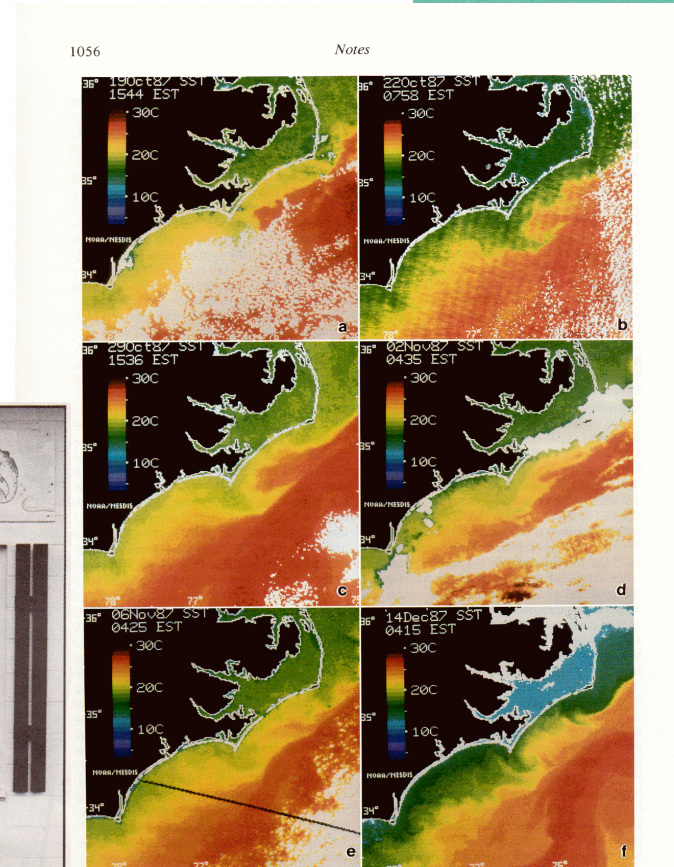 1056
Notes
36°
19Oct87 SST
1544 EST
30C
20C
10C
35°
NOAA/NESDIS
34°
a
22Oct87 SST
0758 EST
30C
20C
10C
35°
NOAA/NESDIS
34°
77°
b
36°
29Oct87 SST
1536 EST
30C
20C
10C
35°
NOAA/NESDIS
34°
78°
77°
c
36°
02Nov87 SST
0435 EST
30C
20C
10C
35°
NOAA/NESDIS
34°
d
36°
06Nov87 SST
0425 EST
30C
20C
10C
35°
NOAA/NESDIS
34°
e
14Dec87 SST
0415 EST
30C
20C
10C
35°
NOAA/NESDIS
34°
f